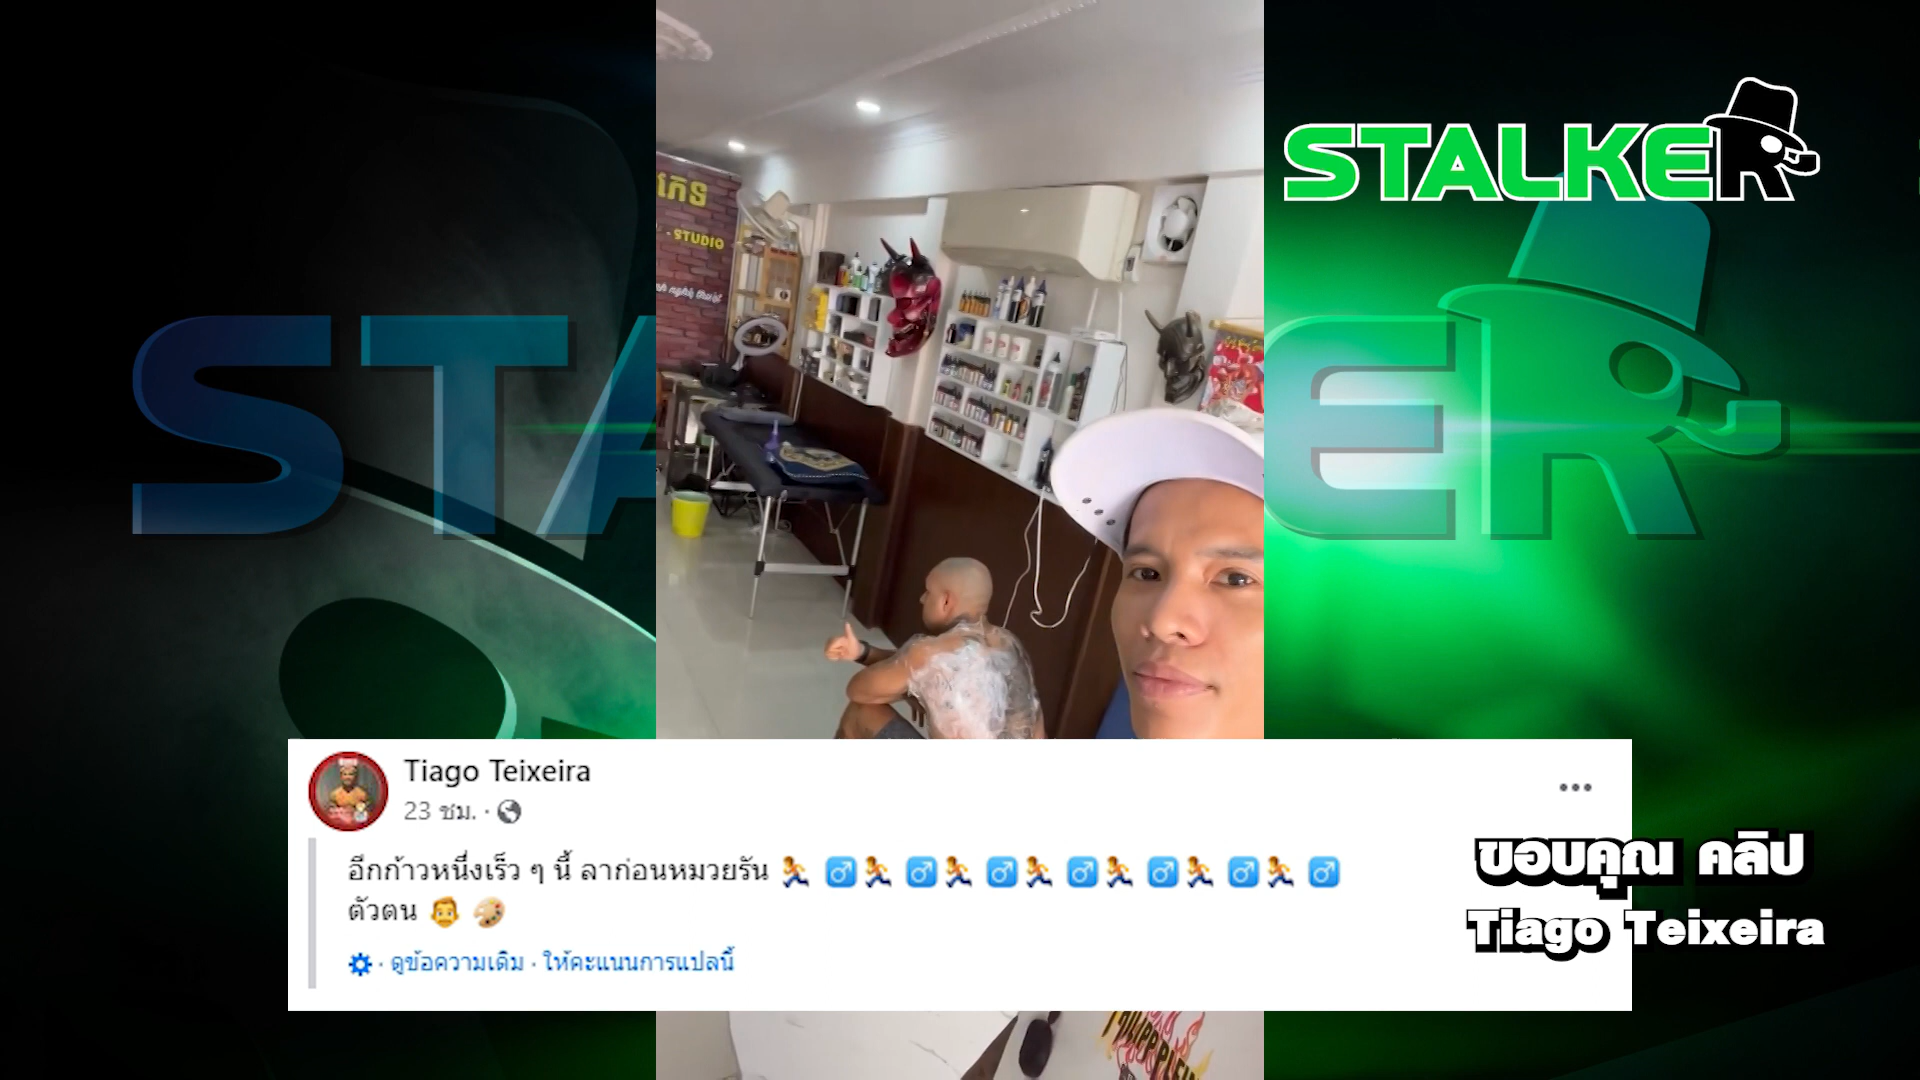 STALKER
STUDIO
Tiago Teixeira
23 ชม. ·
อีกก้าวหนึ่งเร็ว ๆ นี้ ลาก่อนหมวยรัน 🏃 ♂️🏃 ♂️🏃 ♂️🏃 ♂️🏃 ♂️🏃 ♂️🏃 ♂️
ตัวตน 👨 🎨
· ดูข้อความเดิม · ให้คะแนนการแปลนี้
ขอบคุณ คลิป
Tiago Teixeira